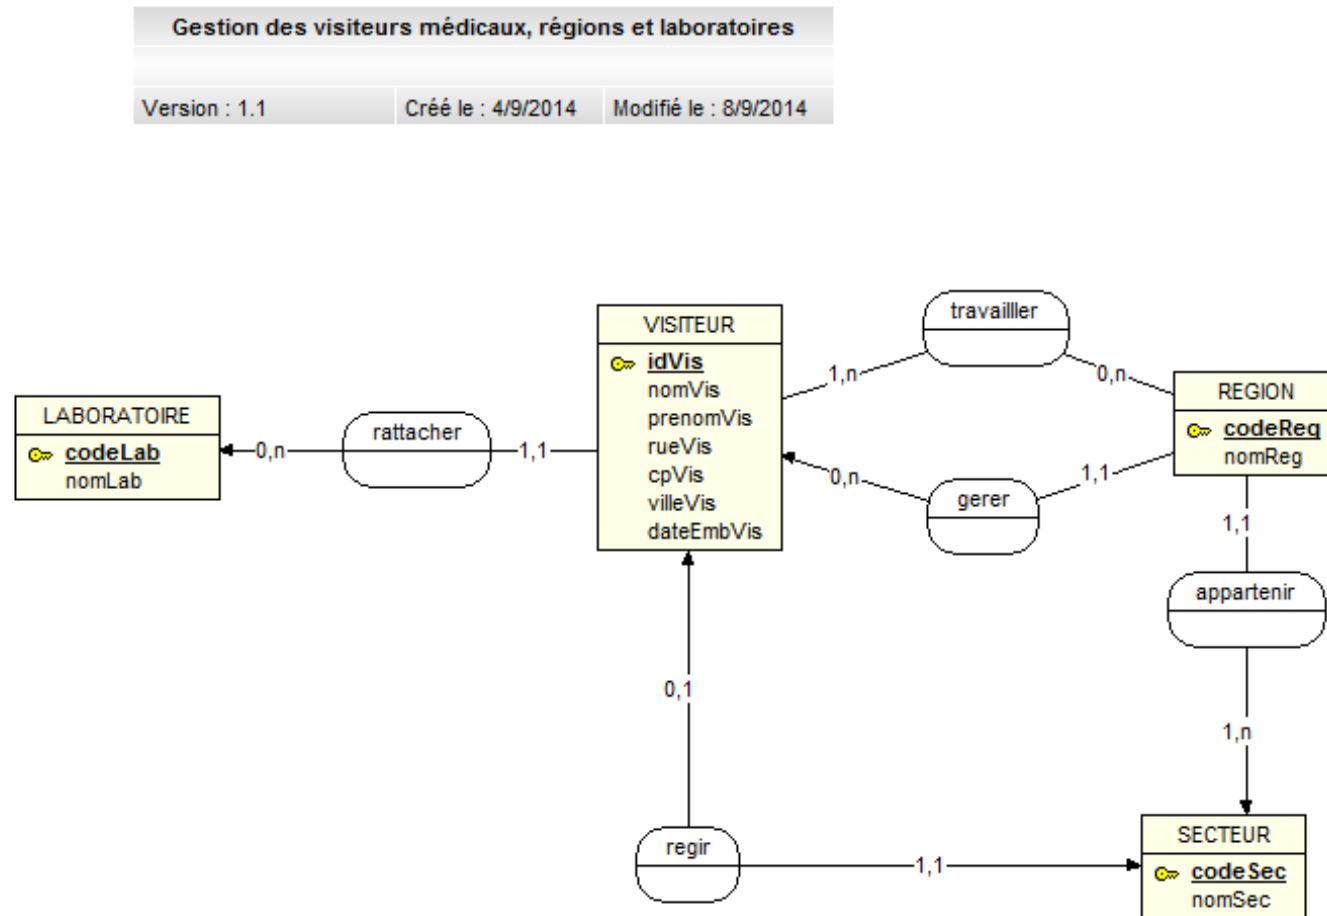 Gestion des visiteurs médicaux, régions et laboratoires
Version : 1.1
Créé le : 4/9/2014
Modifié le : 8/9/2014
travailler
VISITEUR
idVis
nomVis
prenomVis
rueVis
cpVis
villeVis
dateEmbVis
1,n
0,n
REGION
codeReg
nomReg
LABORATOIRE
codeLab
nomLab
0,n
rattacher
1,1
0,n
gerer
1,1
1,1
appartenir
0,1
1,n
regir
1,1
SECTEUR
codeSec
nomSec